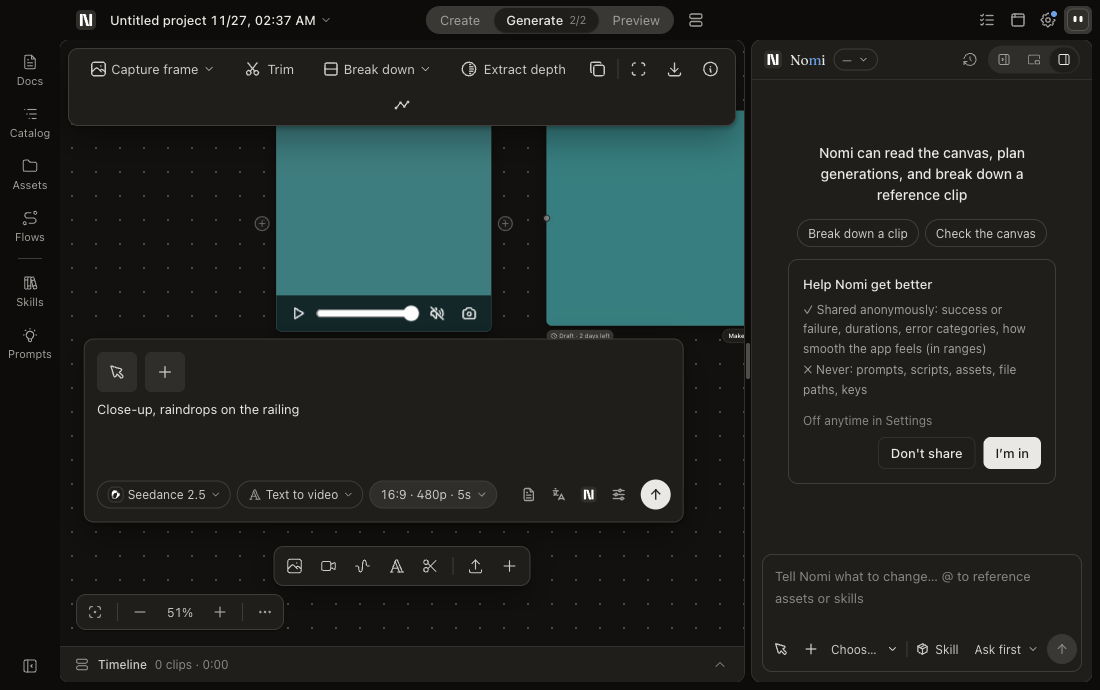 Untitled project 11/27, 02:37 AM
Create
Generate 2/2
Preview
Docs
Catalog
Assets
Flows
Skills
Prompts
Capture frame
Trim
Break down
Extract depth
Draft · 2 days left
Make
Close-up, raindrops on the railing
Seedance 2.5
Text to video
16:9 · 480p · 5s
51%
Timeline 0 clips · 0:00
Nomi
Nomi can read the canvas, plan
generations, and break down a
reference clip
Break down a clip
Check the canvas
Help Nomi get better
✓ Shared anonymously: success or
failure, durations, error categories, how
smooth the app feels (in ranges)
✕ Never: prompts, scripts, assets, file
paths, keys
Off anytime in Settings
Don't share
I'm in
Tell Nomi what to change... @ to reference
assets or skills
Choos...
Skill
Ask first